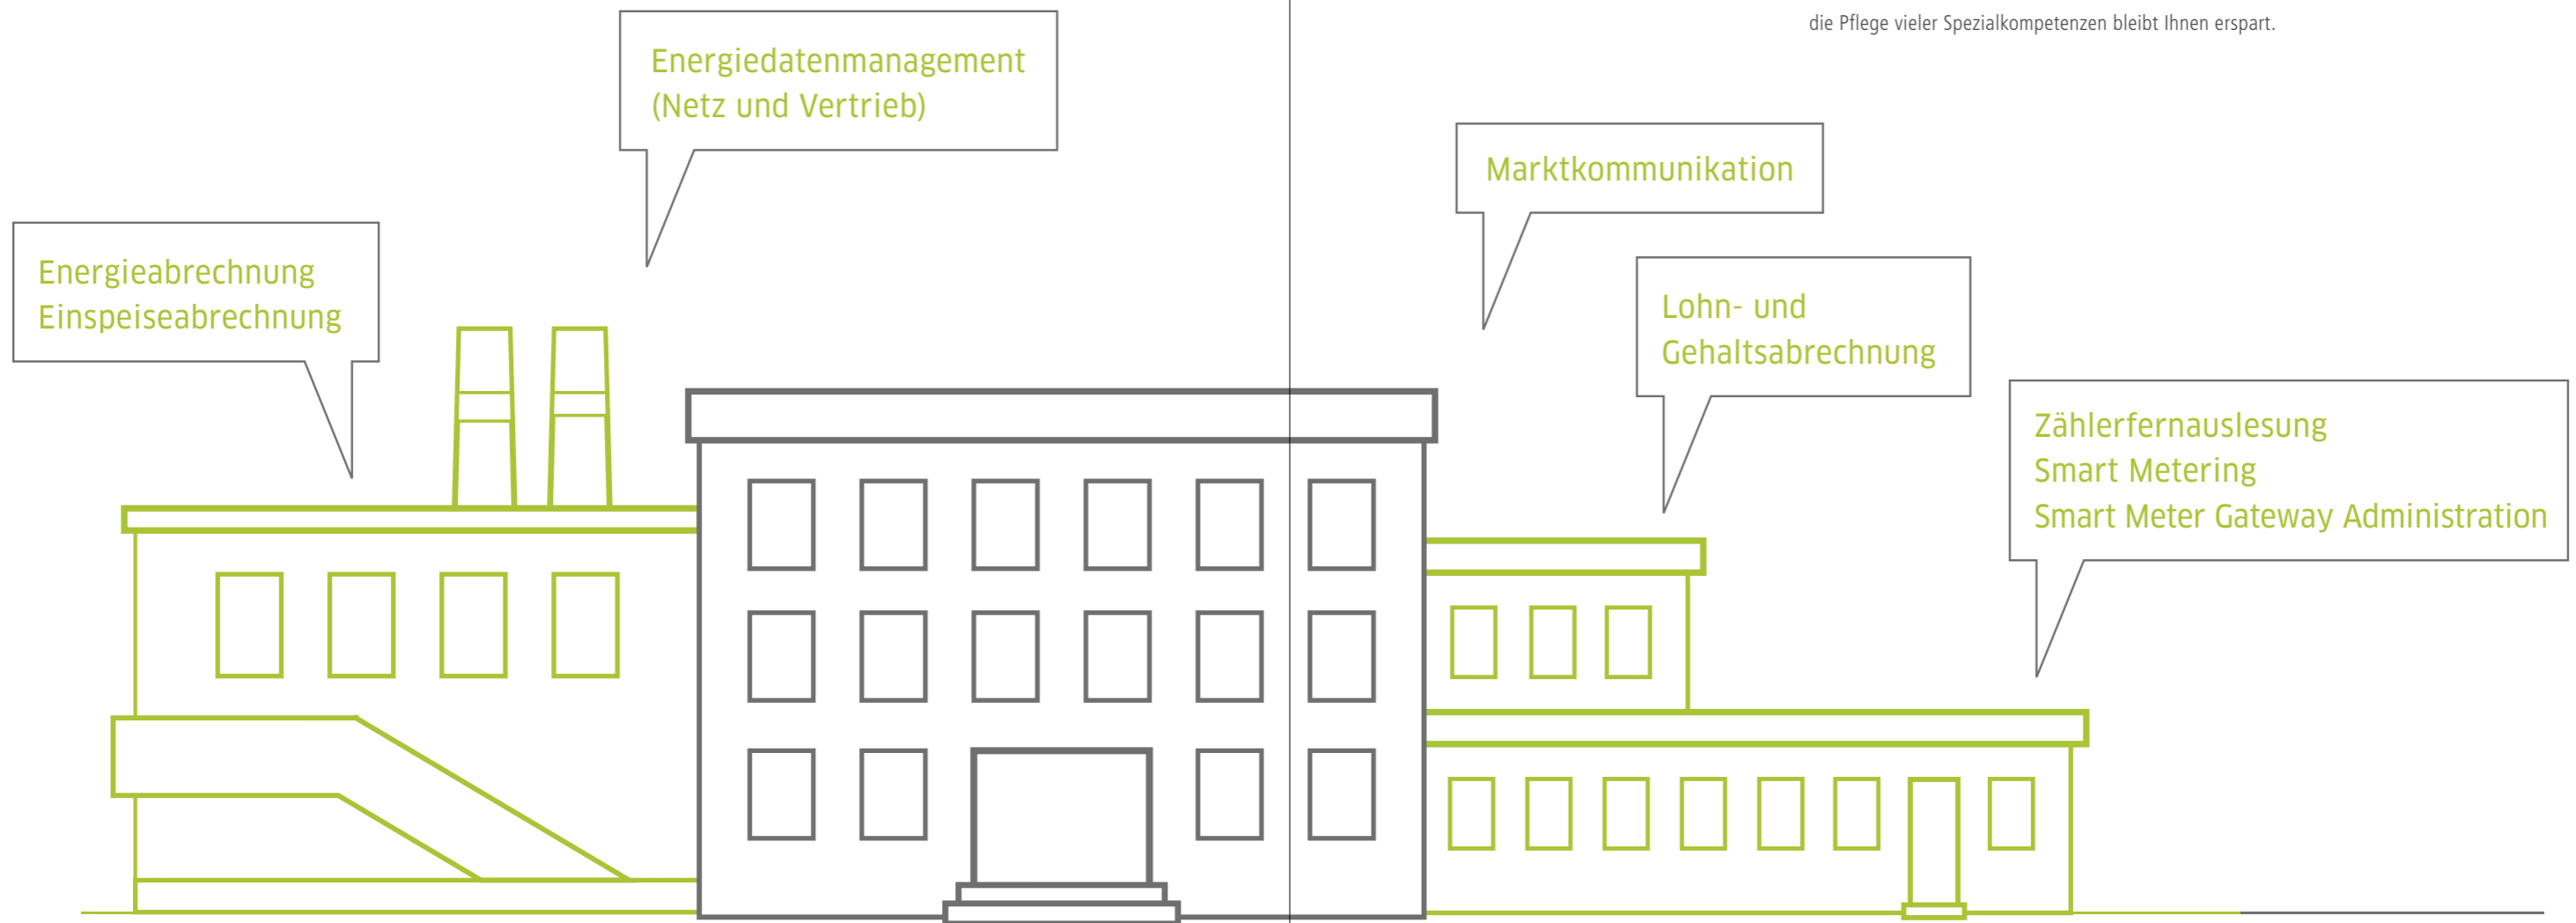 die Pflege vieler Spezialkompetenzen bleibt Ihnen erspart.
Energiedatenmanagement
(Netz und Vertrieb)
Marktkommunikation
Energieabrechnung
Einspeiseabrechnung
Lohn- und
Gehaltsabrechnung
Zählerfernauslesung
Smart Metering
Smart Meter Gateway Administration